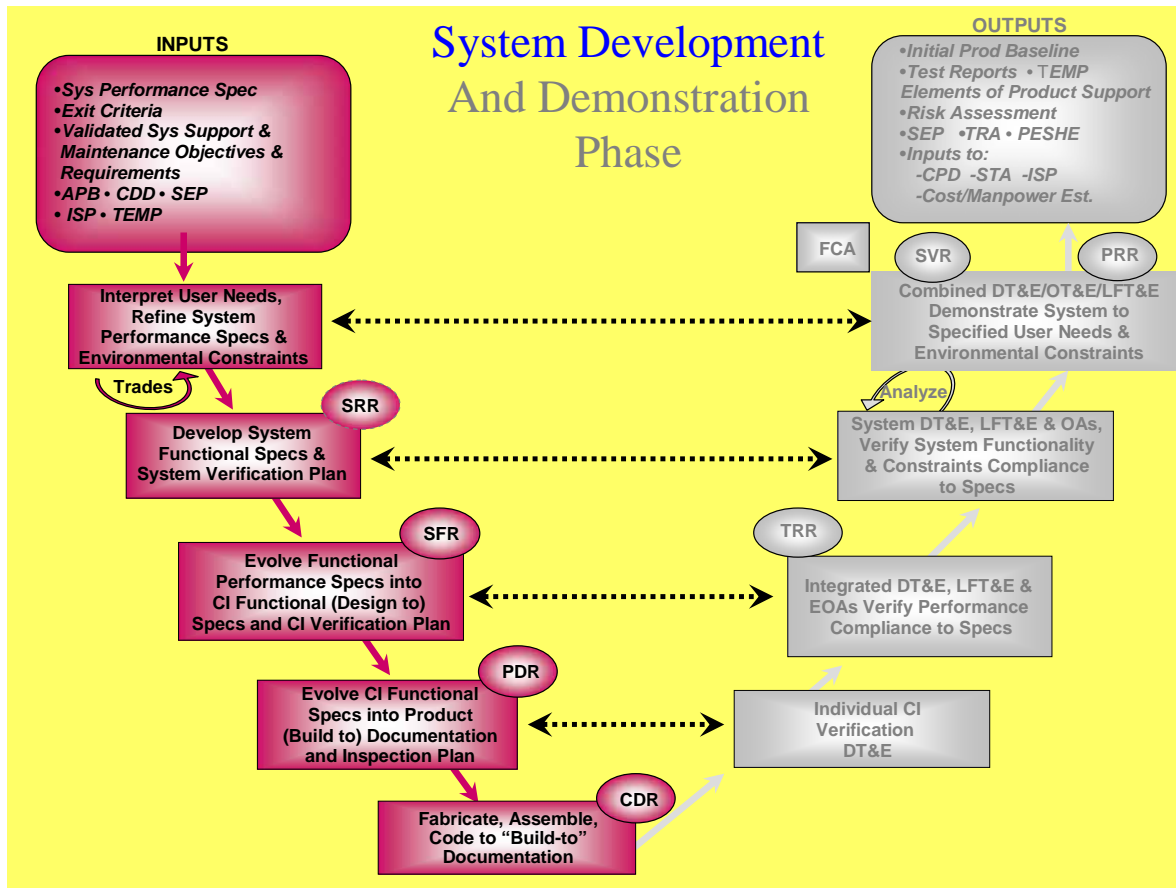 System Development
And Demonstration
Phase
INPUTS
•Sys Performance Spec
•Exit Criteria
•Validated Sys Support &
Maintenance Objectives &
Requirements
•APB • CDD • SEP
• ISP • TEMP
Interpret User Needs,
Refine System
Performance Specs &
Environmental Constraints
Trades
SRR
Develop System
Functional Specs &
System Verification Plan
SFR
Evolve Functional
Performance Specs into
CI Functional (Design to)
Specs and CI Verification Plan
PDR
Evolve CI Functional
Specs into Product
(Build to) Documentation
and Inspection Plan
CDR
Fabricate, Assemble,
Code to “Build-to”
Documentation
Individual CI
Verification
DT&E
TRR
Integrated DT&E, LFT&E &
EOAs Verify Performance
Compliance to Specs
System DT&E, LFT&E & OAs,
Verify System Functionality
& Constraints Compliance
to Specs
Analyze
FCA
SVR
PRR
Combined DT&E/OT&E/LFT&E
Demonstrate System to
Specified User Needs &
Environmental Constraints
OUTPUTS
•Initial Prod Baseline
•Test Reports • TEMP
Elements of Product Support
•Risk Assessment
•SEP •TRA • PESHE
•Inputs to:
-CPD -STA -ISP
-Cost/Manpower Est.